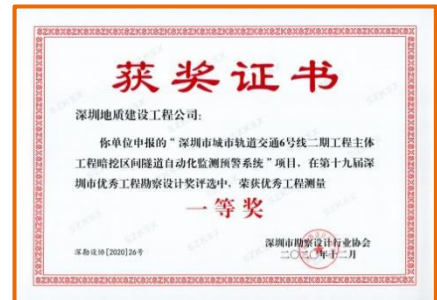 获奖证书
深圳地质建设工程公司:
你单位申报的“深圳市城市轨道交通6号线二期工程主体
工程暗挖区间隧道自动化监测预警系统”项目，在第十九届深
圳市优秀工程勘察设计奖评选中，荣获优秀工程测量
一等奖
深圳市勘察设计行业协会
深勘设协[2020]26号
二〇二〇年十二月